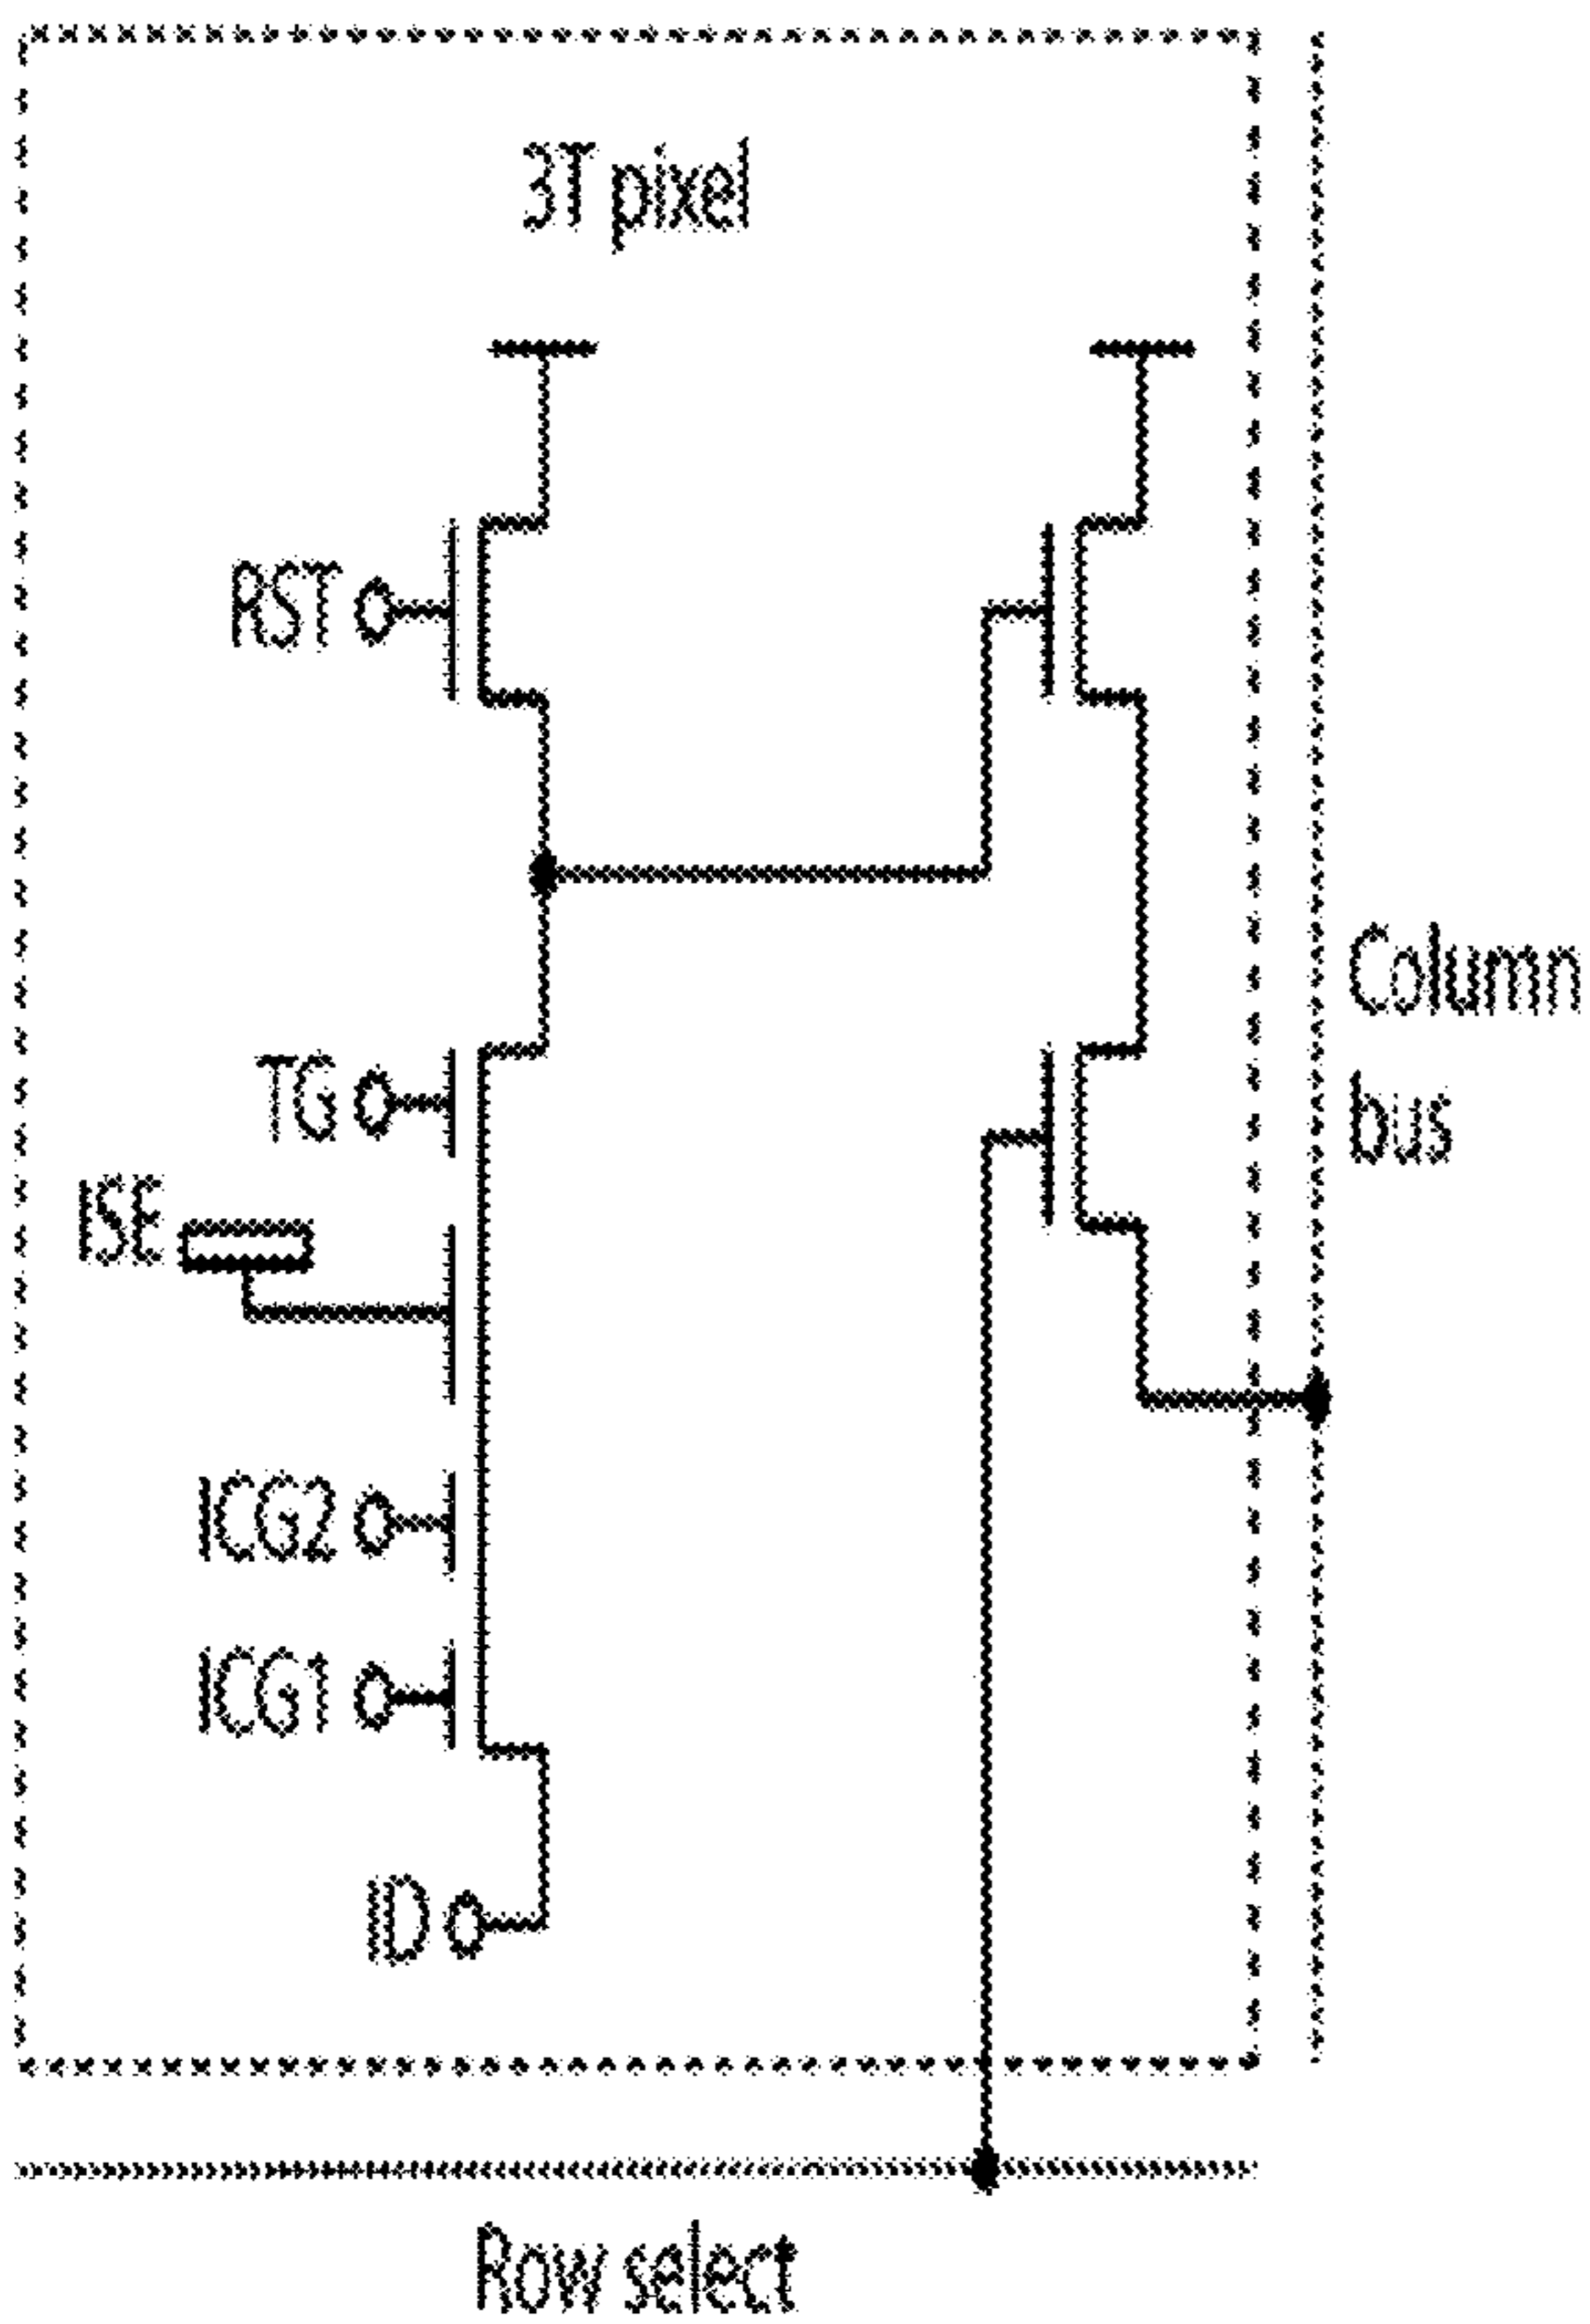 3T pixel
RST
Column
bus
TG
ISE
ICG2
ICG1
ID
Row select